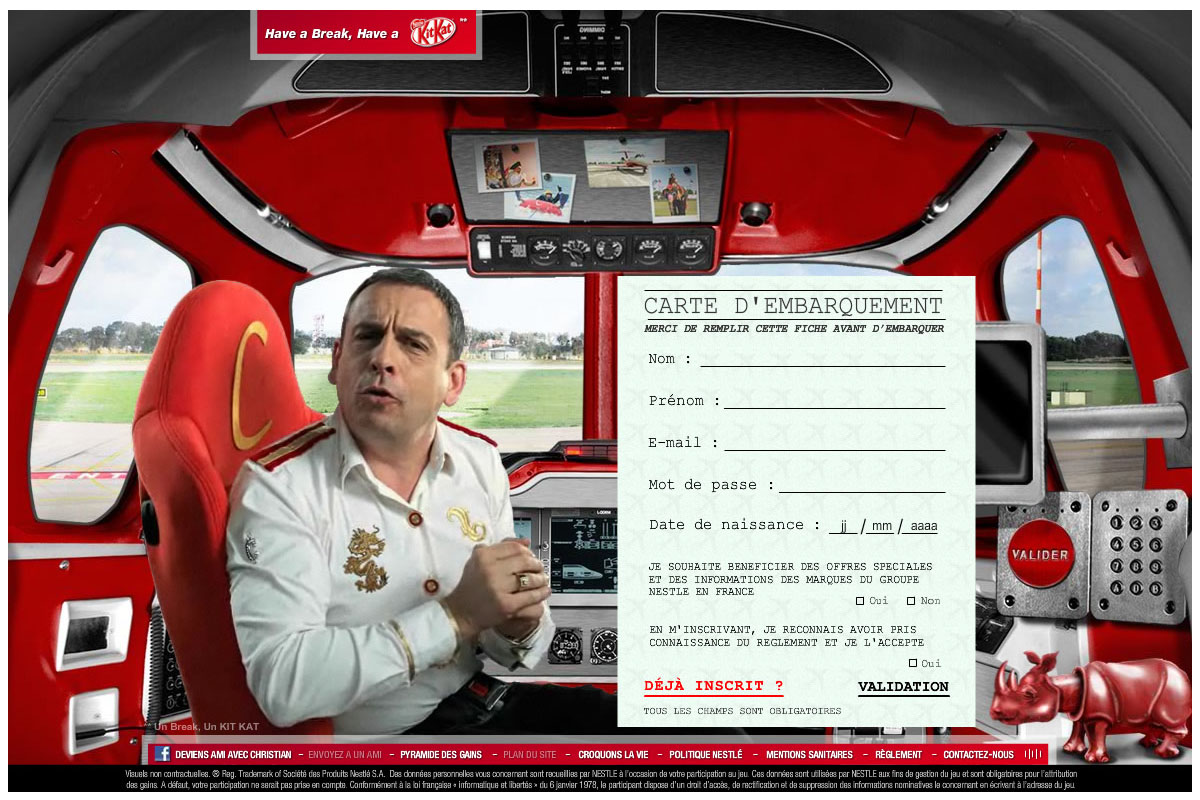 Have a Break, Have a
Nestlé
KitKat
DIMMING
CARTE D'EMBARQUEMENT
MERCI DE REMPLIR CETTE FICHE AVANT D'EMBARQUER
Nom :
Prénom :
E-mail :
Mot de passe :
Date de naissance : jj / mm / aaaa
JE SOUHAITE BENEFICIER DES OFFRES SPECIALES
ET DES INFORMATIONS DES MARQUES DU GROUPE
NESTLE EN FRANCE
Oui Non
EN M'INSCRIVANT, JE RECONNAIS AVOIR PRIS
CONNAISSANCE DU REGLEMENT ET JE L'ACCEPTE
Oui
DÉJÀ INSCRIT ? VALIDATION
TOUS LES CHAMPS SONT OBLIGATOIRES
C
VALIDER
1 2 3
4 5 6
7 8 9
* 0 #
Un Break, Un KIT KAT
DEVIENS AMI AVEC CHRISTIAN – ENVOYEZ A UN AMI – PYRAMIDE DES GAINS – PLAN DU SITE – CROQUONS LA VIE – POLITIQUE NESTLÉ – MENTIONS SANITAIRES – RÈGLEMENT – CONTACTEZ-NOUS
Visuels non contractuelles. ® Reg. Trademark of Société des Produits Nestlé S.A. Des données personnelles vous concernant sont recueillies par NESTLE à l'occasion de votre participation au jeu. Ces données sont utilisées par NESTLE aux fins de gestion du jeu et sont obligatoires pour l'attribution
des gains. A défaut, votre participation ne serait pas prise en compte. Conformément à la loi française « informatique et libertés » du 6 janvier 1978, le participant dispose d'un droit d'accès, de rectification et de suppression des informations nominatives le concernant en écrivant à l'adresse du jeu.